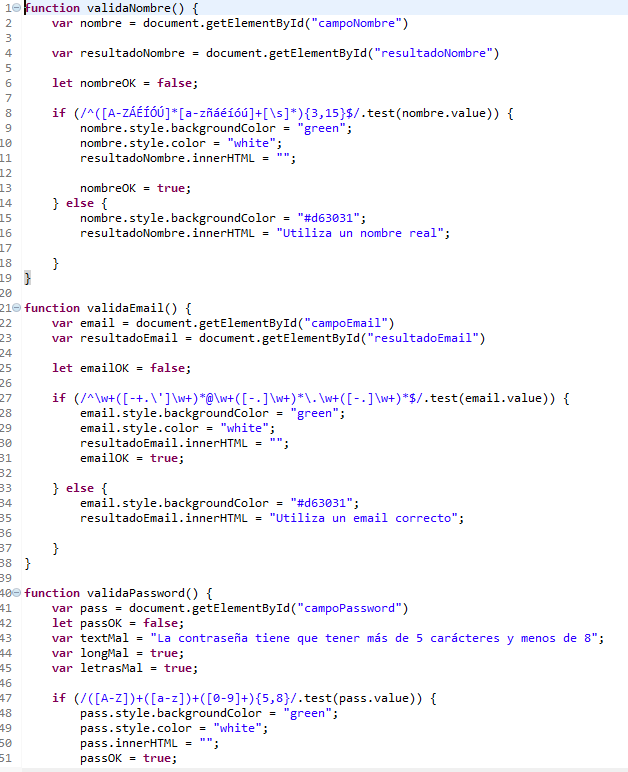 1 function validaNombre() {
2 var nombre = document.getElementById("campoNombre")
3
4 var resultadoNombre = document.getElementById("resultadoNombre")
5
6 let nombreOK = false;
7
8 if (/^([A-ZÁÉÍÓÚ]*[a-zñáéíóú]+[\s]*){3,15}$/.test(nombre.value)) {
9 nombre.style.backgroundColor = "green";
10 nombre.style.color = "white";
11 resultadoNombre.innerHTML = "";
12
13 nombreOK = true;
14 } else {
15 nombre.style.backgroundColor = "#d63031";
16 resultadoNombre.innerHTML = "Utiliza un nombre real";
17
18 }
19 }
20
21 function validaEmail() {
22 var email = document.getElementById("campoEmail")
23 var resultadoEmail = document.getElementById("resultadoEmail")
24
25 let emailOK = false;
26
27 if (/^\w+([-+.\']\w+)*@\w+([-.]\w+)*\.\w+([-.]\w+)*$/.test(email.value)) {
28 email.style.backgroundColor = "green";
29 email.style.color = "white";
30 resultadoEmail.innerHTML = "";
31 emailOK = true;
32
33 } else {
34 email.style.backgroundColor = "#d63031";
35 resultadoEmail.innerHTML = "Utiliza un email correcto";
36
37 }
38 }
39
40 function validaPassword() {
41 var pass = document.getElementById("campoPassword")
42 let passOK = false;
43 var textMal = "La contraseña tiene que tener más de 5 carácteres y menos de 8";
44 var longMal = true;
45 var letrasMal = true;
46
47 if (/([A-Z])+([a-z])+([0-9]+){5,8}/.test(pass.value)) {
48 pass.style.backgroundColor = "green";
49 pass.style.color = "white";
50 pass.innerHTML = "";
51 passOK = true;